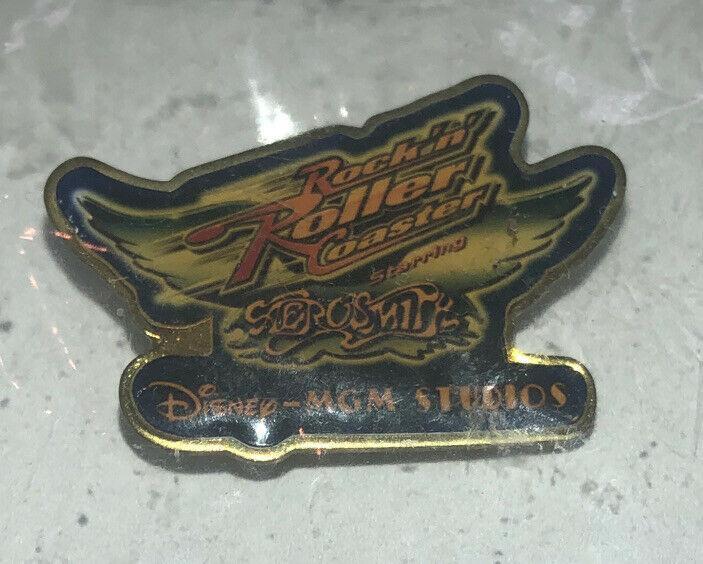 Rock'n'
Roller
Coaster
Starring
AEROSMITH
Disney-MGM STUDIOS